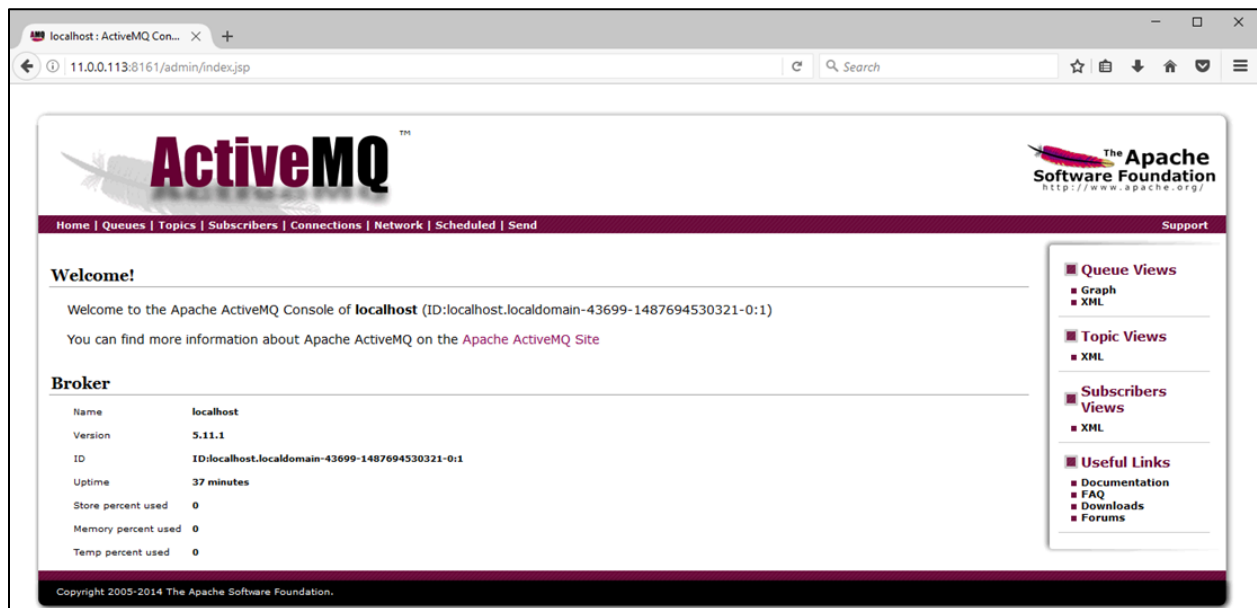 localhost : ActiveMQ Con...
11.0.0.113:8161/admin/index.jsp
Search
ActiveMQ™
The Apache
Software Foundation
http://www.apache.org/
Home | Queues | Topics | Subscribers | Connections | Network | Scheduled | Send
Support
Welcome!
Welcome to the Apache ActiveMQ Console of localhost (ID:localhost.localdomain-43699-1487694530321-0:1)
You can find more information about Apache ActiveMQ on the Apache ActiveMQ Site
Broker
Name localhost
Version 5.11.1
ID ID:localhost.localdomain-43699-1487694530321-0:1
Uptime 37 minutes
Store percent used 0
Memory percent used 0
Temp percent used 0
Queue Views
Graph
XML
Topic Views
XML
Subscribers
Views
XML
Useful Links
Documentation
FAQ
Downloads
Forums
Copyright 2005-2014 The Apache Software Foundation.